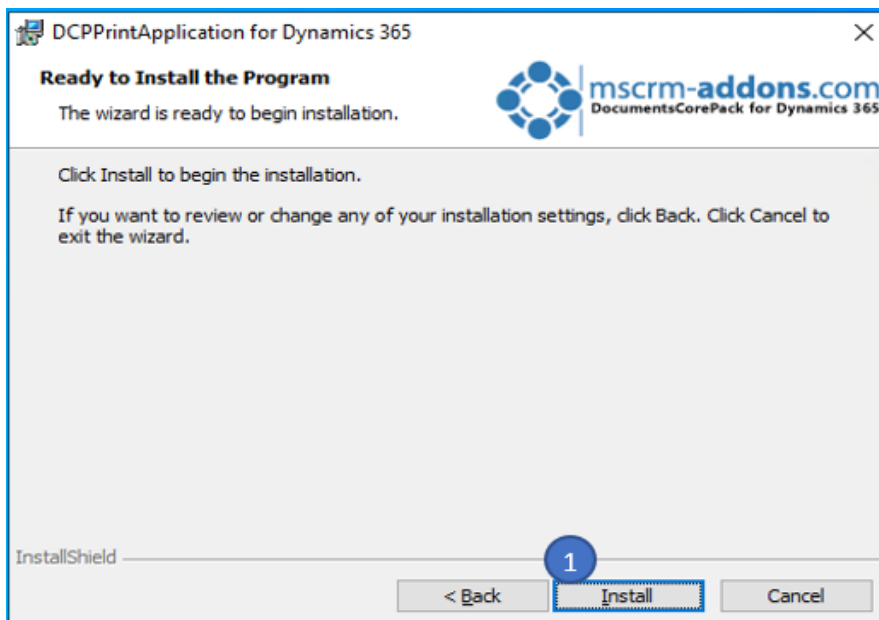 DCPPrintApplication for Dynamics 365
Ready to Install the Program
The wizard is ready to begin installation.
mscrm-addons.com
DocumentsCorePack for Dynamics 365
Click Install to begin the installation.
If you want to review or change any of your installation settings, click Back. Click Cancel to
exit the wizard.
InstallShield
1
< Back
Install
Cancel